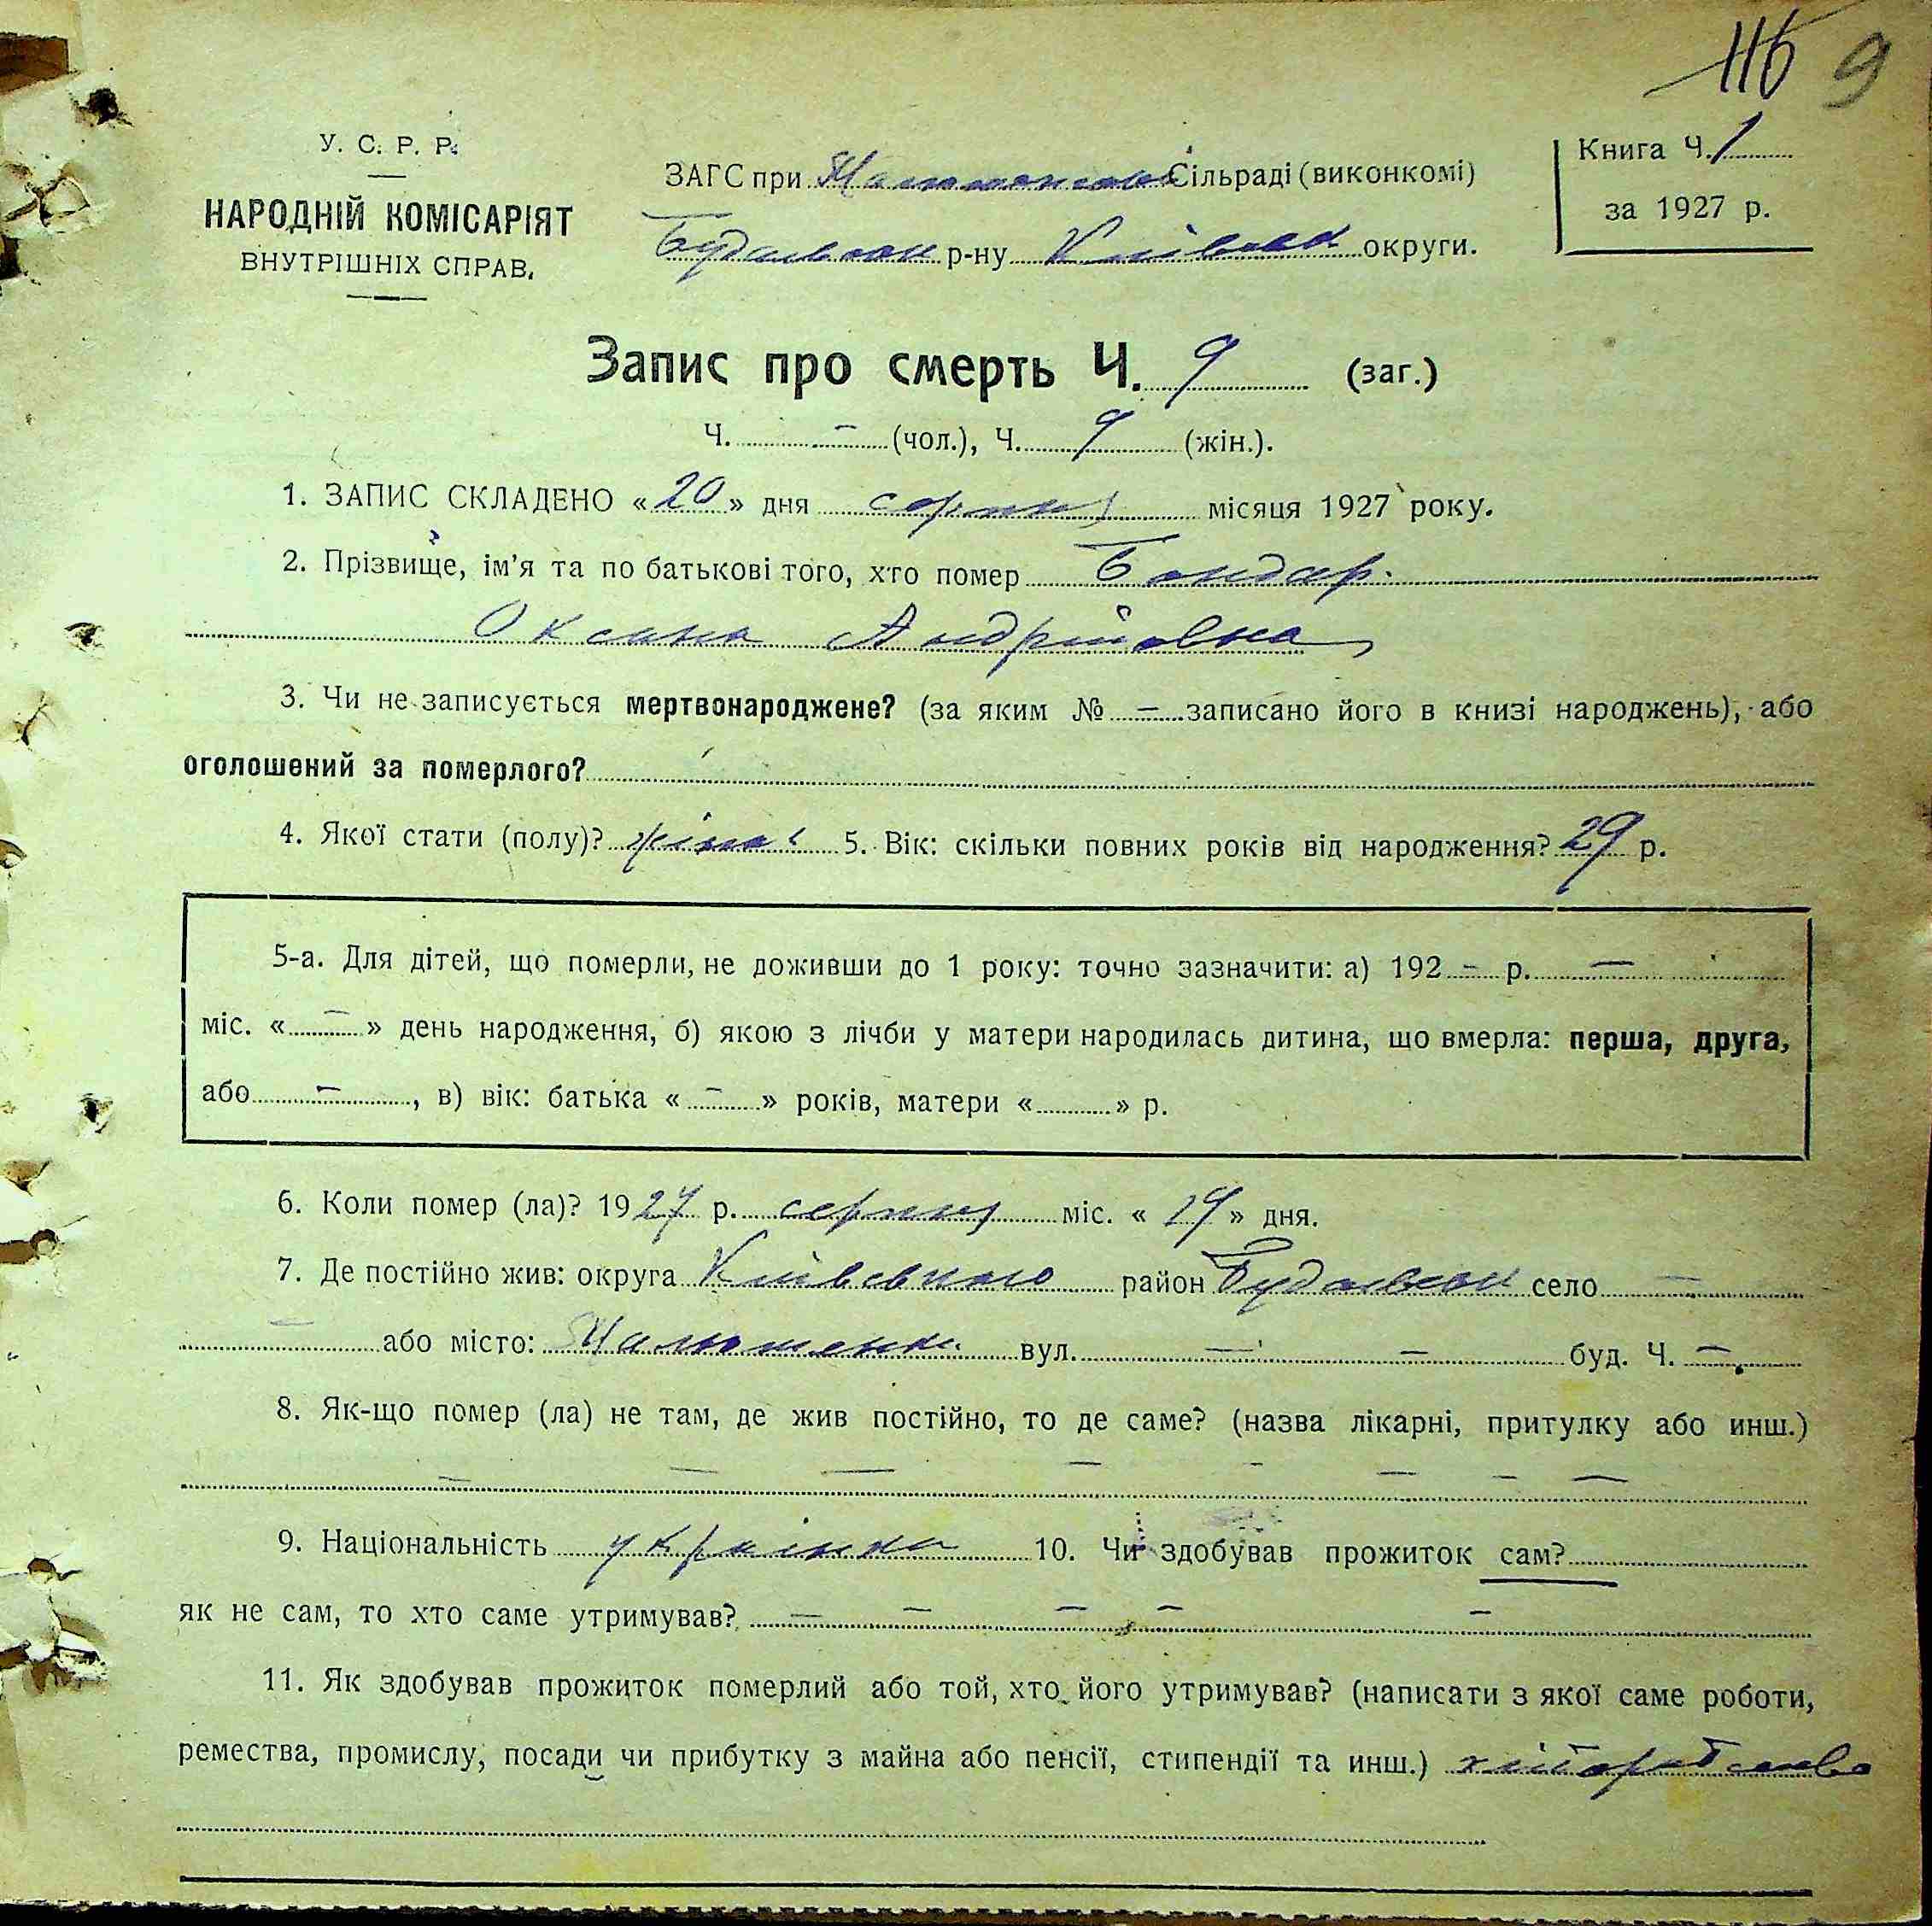 116 9
У. С. Р. Р.
НАРОДНІЙ КОМІСАРІЯТ
ВНУТРІШНІХ СПРАВ.
ЗАГС при Сільраді (виконкомі)
Будаївськ р-ну Київськ округи.
Книга Ч. 1
за 1927 р.
Запис про смерть Ч. 9 (заг.)
Ч. – (чол.), Ч. 9 (жін.).
1. ЗАПИС СКЛАДЕНО «20» дня серпня місяця 1927 року.
2. Прізвище, ім'я та по батькові того, хто помер Бондар.
Оксана Андрійовна
3. Чи не записується мертвонароджене? (за яким № – записано його в книзі народжень), або
оголошений за померлого?
4. Якої стати (полу)? жіноч 5. Вік: скільки повних років від народження? 29 р.
5-а. Для дітей, що померли, не доживши до 1 року: точно зазначити: а) 192 – р. –
міс. « – » день народження, б) якою з лічби у матери народилась дитина, що вмерла: перша, друга,
або – , в) вік: батька « – » років, матери « » р.
6. Коли помер (ла)? 1927 р. серпня міс. « 19 » дня.
7. Де постійно жив: округа Київського район Будаївськ село –
– або місто: Малютенка вул. – – буд. Ч. –.
8. Як-що помер (ла) не там, де жив постійно, то де саме? (назва лікарні, притулку або инш.)
– – – – – – – –
9. Національність українка 10. Чи здобував прожиток сам?
як не сам, то хто саме утримував? – – – – –
11. Як здобував прожиток померлий або той, хто його утримував? (написати з якої саме роботи,
ремества, промислу, посади чи прибутку з майна або пенсії, стипендії та инш.) хліборобство